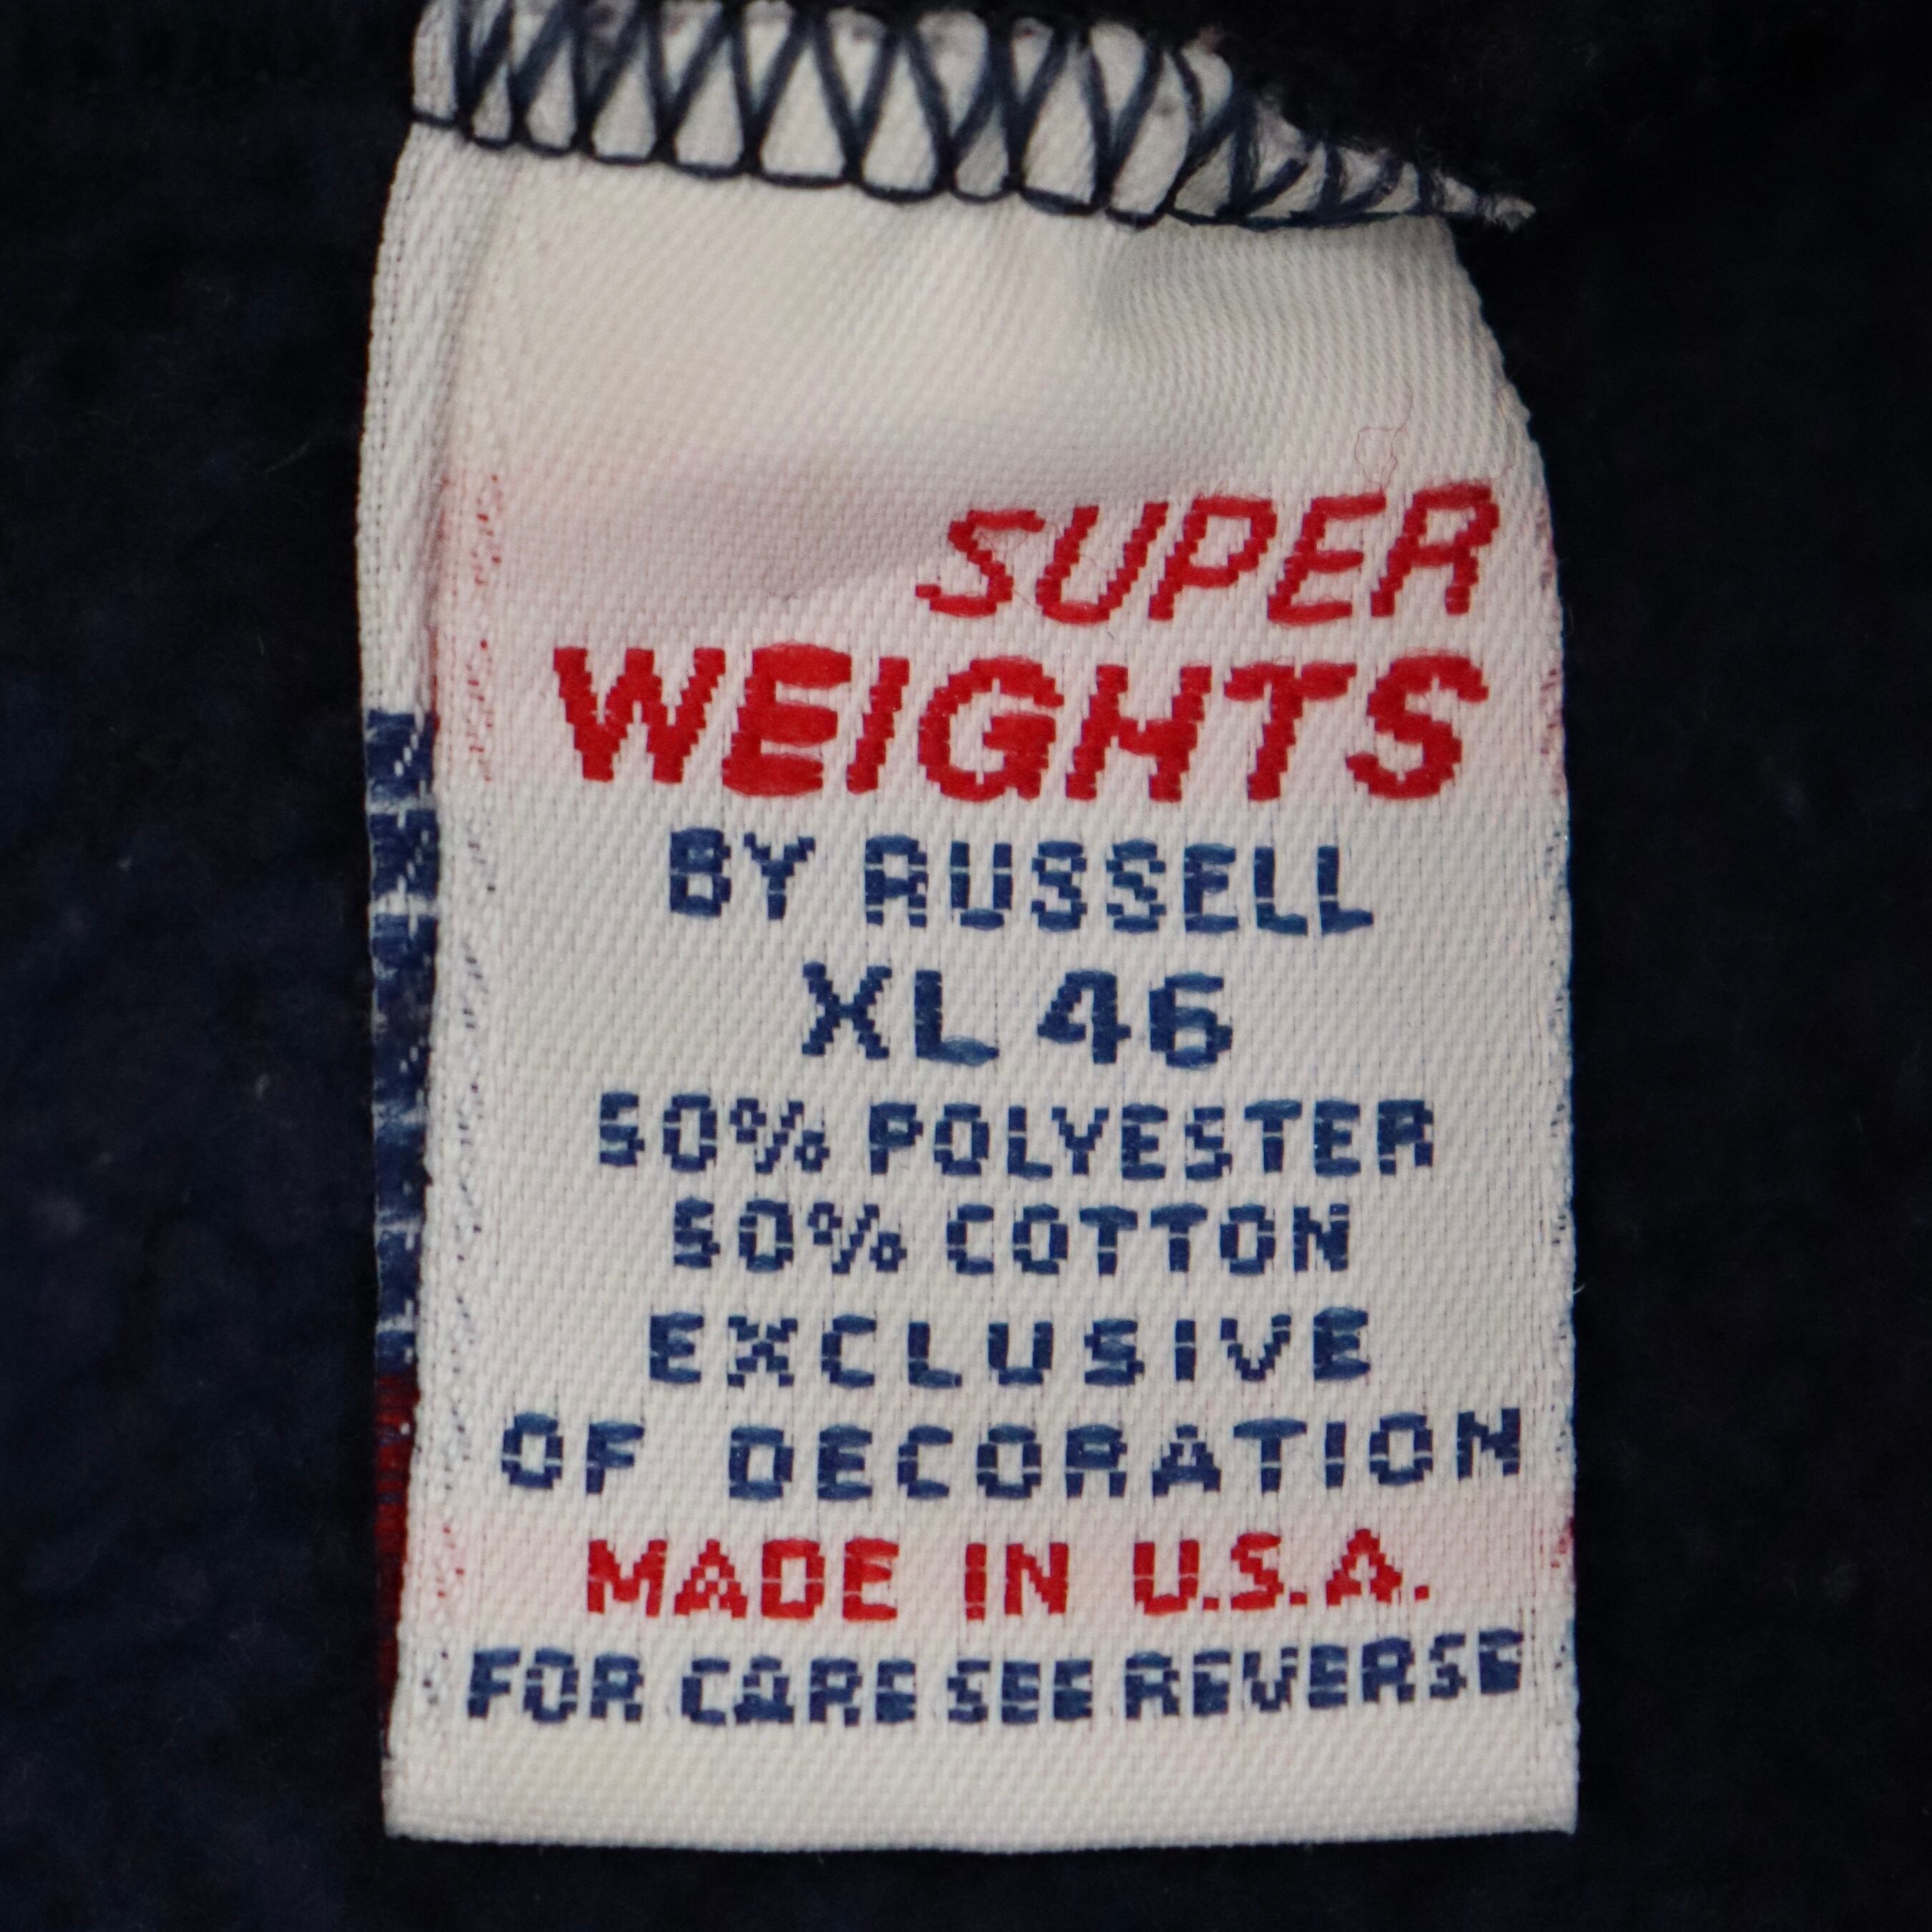 SUPER
WEIGHTS
BY RUSSELL
XL 46
50% POLYESTER
50% COTTON
EXCLUSIVE
OF DECORATION
MADE IN U.S.A.
FOR CARE SEE REVERSE